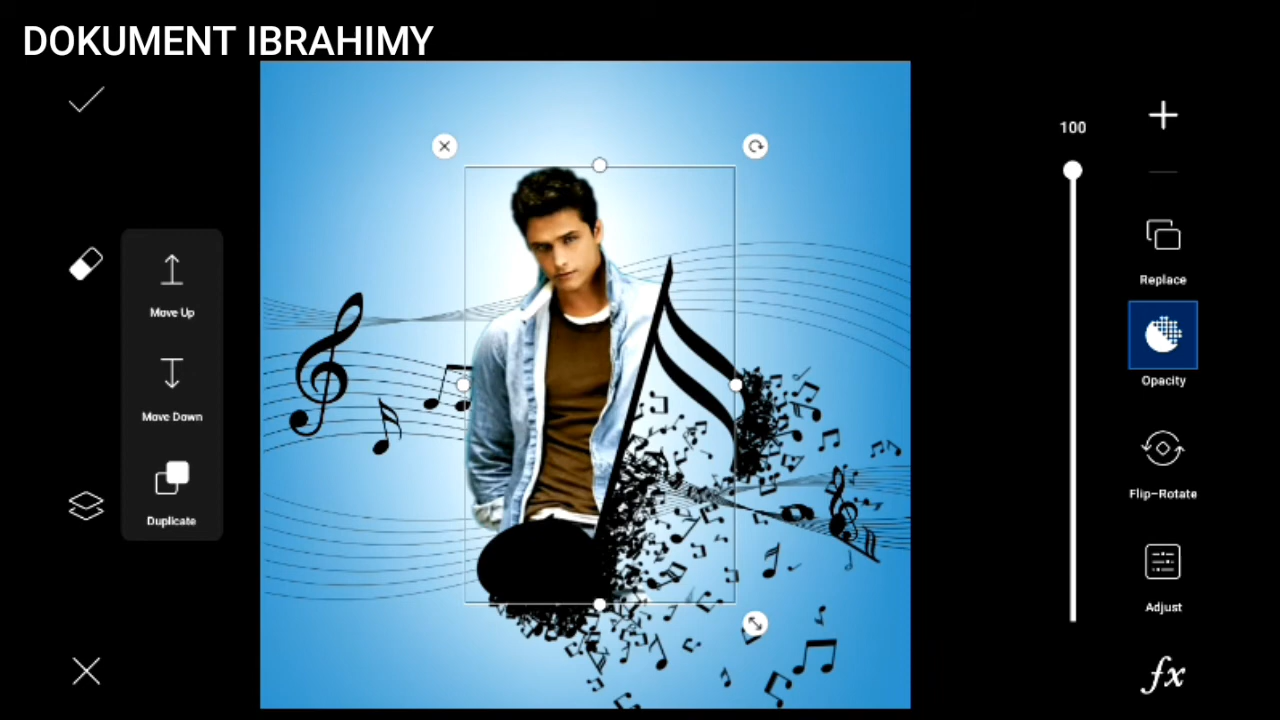 DOKUMENT IBRAHIMY
100
Move Up
Move Down
Duplicate
Replace
Opacity
Flip-Rotate
Adjust
fx